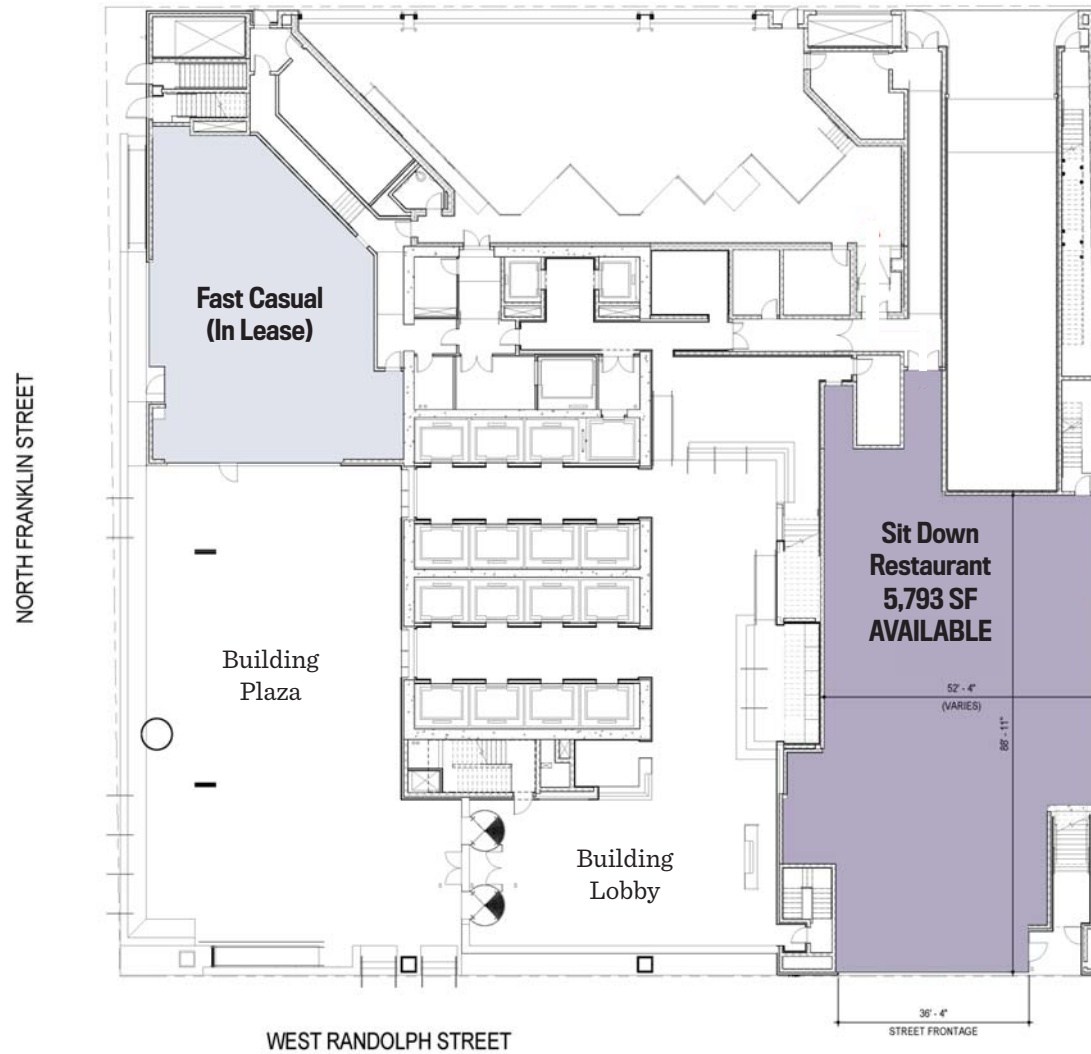 Fast Casual
(In Lease)
NORTH FRANKLIN STREET
Sit Down
Restaurant
5,793 SF
AVAILABLE
Building
Plaza
52' - 4"
(VARIES)
88' - 11"
Building
Lobby
36' - 4"
STREET FRONTAGE
WEST RANDOLPH STREET